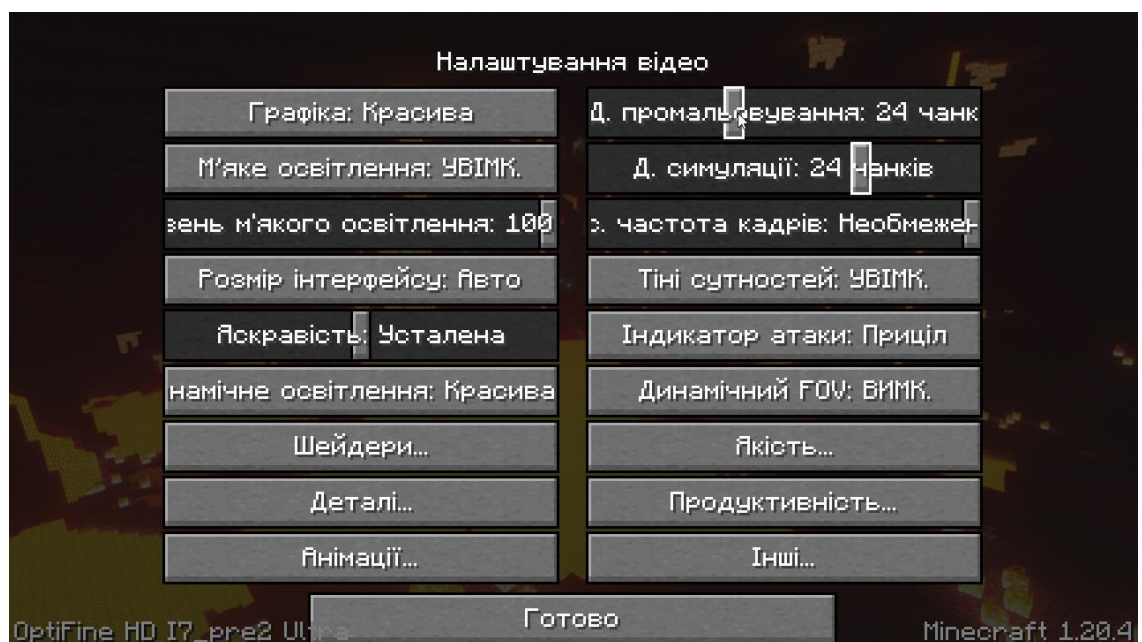 Налаштування відео
Графіка: Красива
Д. промальовування: 24 чанк
М'яке освітлення: УВІМК.
Д. симуляції: 24 чанків
вень м'якого освітлення: 100
с. частота кадрів: Необмежен
Розмір інтерфейсу: Авто
Тіні сутностей: УВІМК.
Яскравість: Усталена
Індикатор атаки: Приціл
намічне освітлення: Красива
Динамічний FOV: ВИМК.
Шейдери...
Якість...
Деталі...
Продуктивність...
Анімації...
Інші...
Готово
OptiFine HD I7_pre2 Ultra
Minecraft 1.20.4